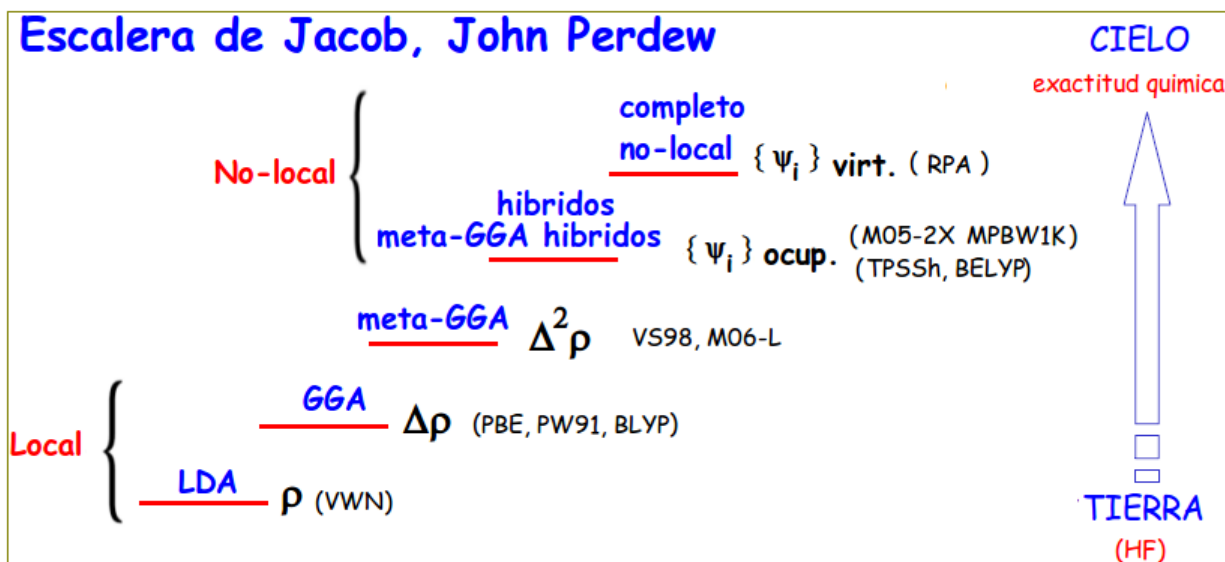 Escalera de Jacob, John Perdew
CIELO
exactitud quimica
completo
no-local { ψi } virt. ( RPA )
No-local
hibridos
meta-GGA hibridos { ψi } ocup. (M05-2X MPBW1K)
(TPSSh, BELYP)
meta-GGA Δ²ρ VS98, M06-L
GGA Δρ (PBE, PW91, BLYP)
Local
LDA ρ (VWN)
TIERRA
(HF)